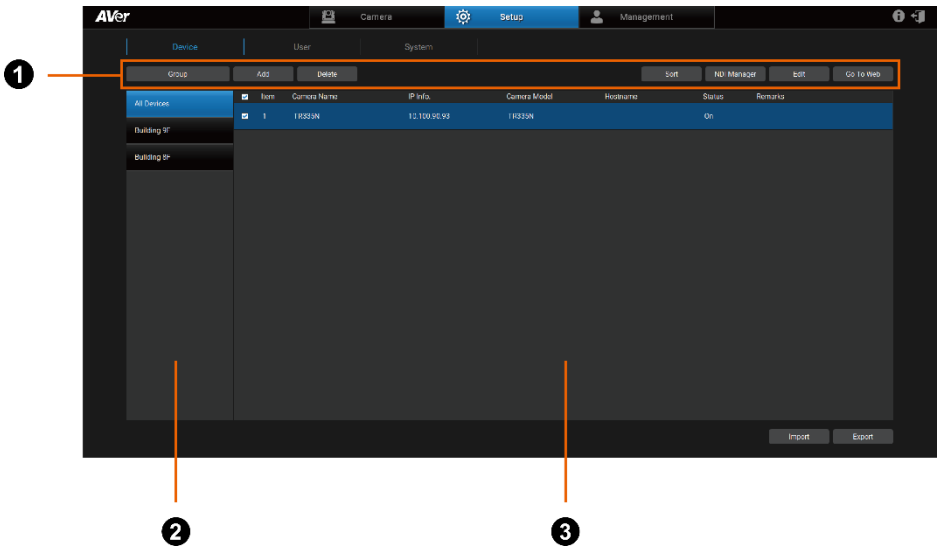 AVer Camera Setup Management
Device User System
1
Group Add Delete Sort NDI Manager Edit Go To Web
All Devices
Item Camera Name IP Info. Camera Model Hostname Status Remarks
1 TR335N 10.100.90.93 TR335N On
Building 9F
Building 8F
Import Export
2 3